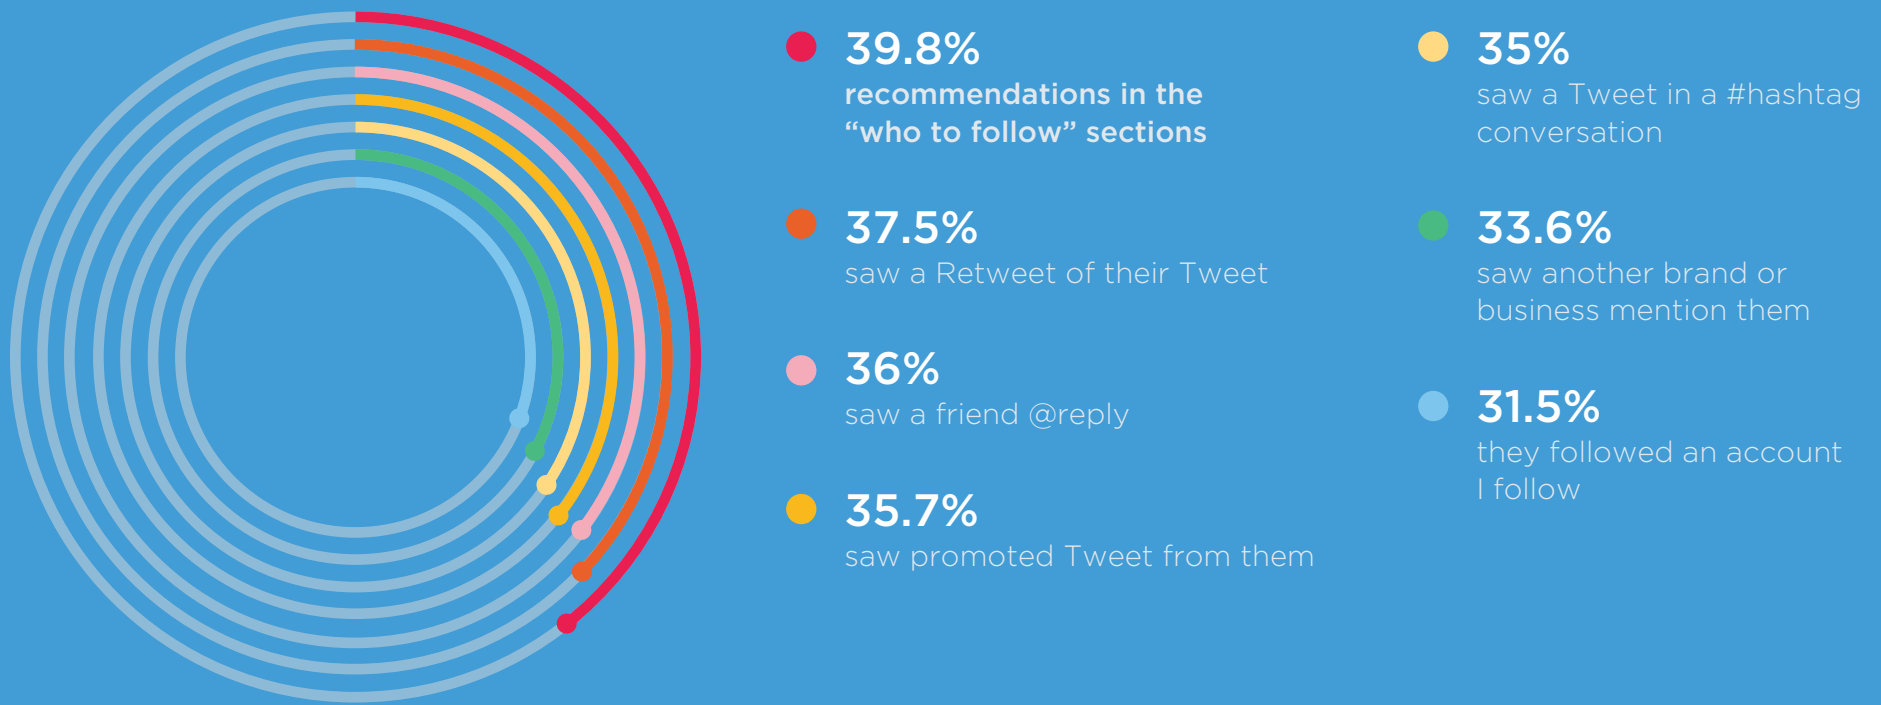 39.8%
recommendations in the
“who to follow” sections
37.5%
saw a Retweet of their Tweet
36%
saw a friend @reply
35.7%
saw promoted Tweet from them
35%
saw a Tweet in a #hashtag
conversation
33.6%
saw another brand or
business mention them
31.5%
they followed an account
I follow